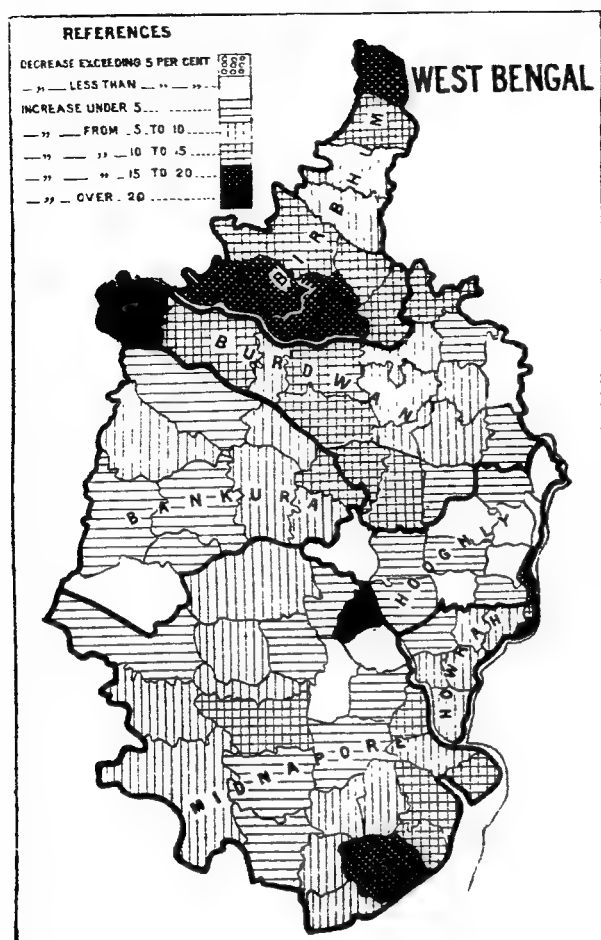 REFERENCES
DECREASE EXCEEDING 5 PER CENT
— „ — LESS THAN — „ — „
INCREASE UNDER 5
— „ — FROM 5 TO 10
— „ „ 10 TO 15
— „ „ 15 TO 20
— „ — OVER 20
WEST BENGAL
BIRBHUM
BURDWAN
BANKURA
HOOGHLY
HOWRAH
MIDNAPORE